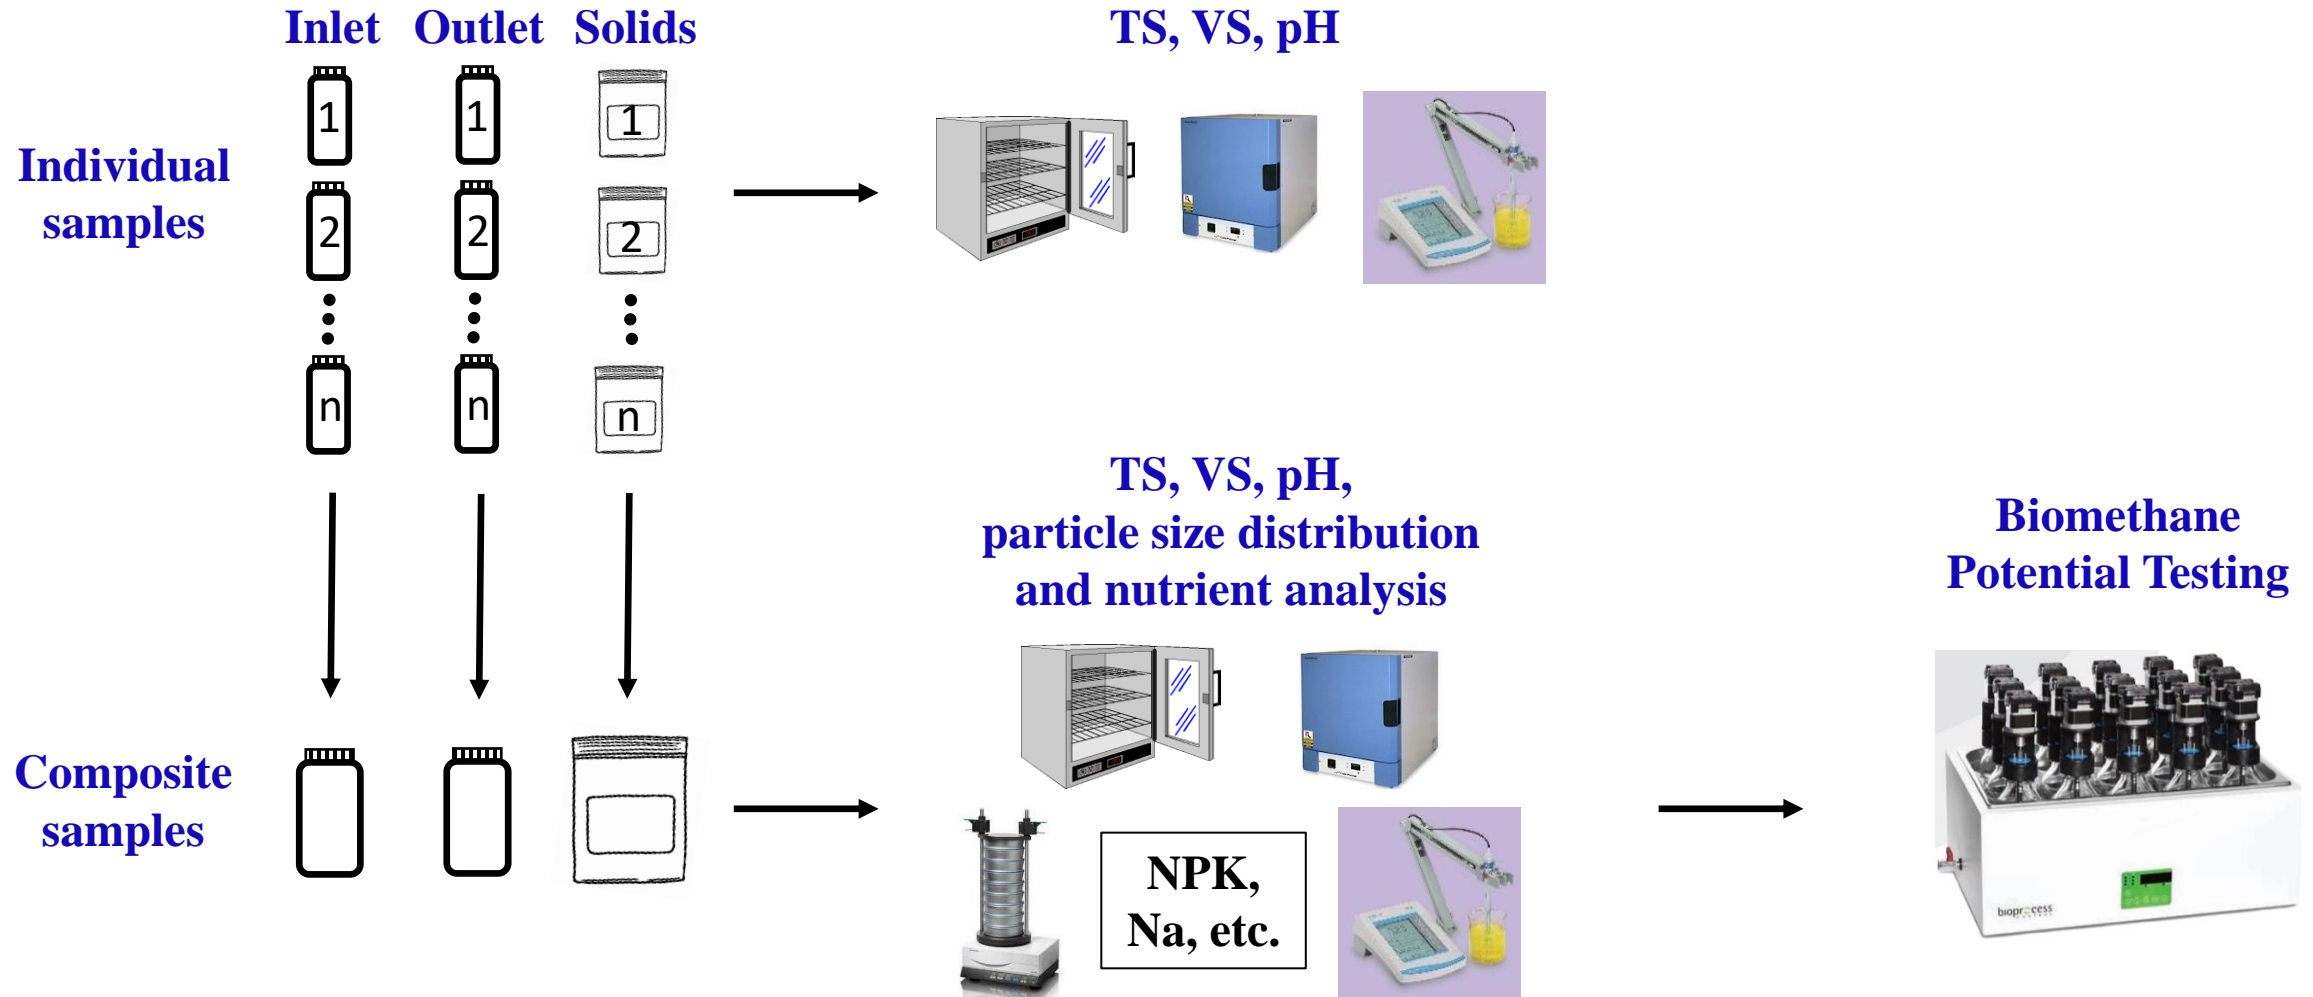 Inlet Outlet Solids
TS, VS, pH
1 1 1
Individual
samples
2 2 2
n n n
TS, VS, pH,
particle size distribution
and nutrient analysis
Biomethane
Potential Testing
Composite
samples
NPK,
Na, etc.
bioprocess
CONTROL